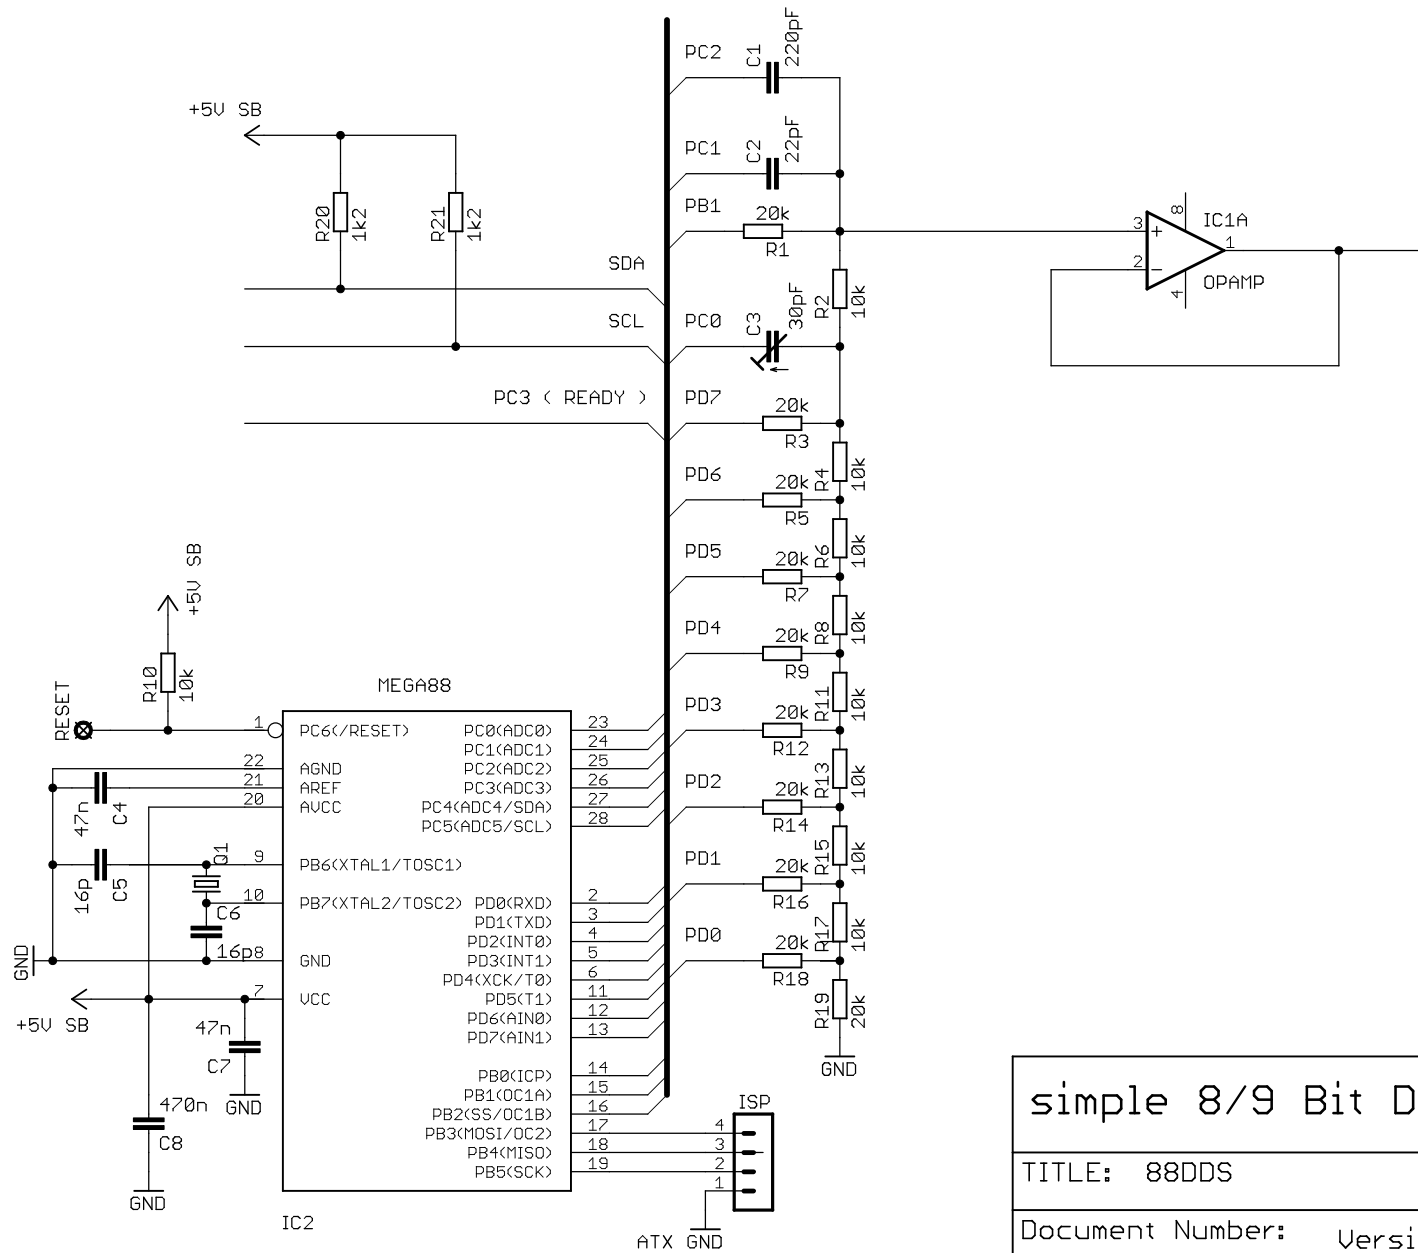 +5V SB
R20
1k2
R21
1k2
SDA
SCL
PC3 ( READY )
PC2
C1
220pF
PC1
C2
22pF
PB1
20k
R1
R2
10k
PC0
C3
30pF
PD7
20k
R3
R4
10k
PD6
20k
R5
R6
10k
PD5
20k
R7
R8
10k
PD4
20k
R9
R11
10k
PD3
20k
R12
R13
10k
PD2
20k
R14
R15
10k
PD1
20k
R16
R17
10k
PD0
20k
R18
R19
20k
GND
3
+
2
-
8
4
1
IC1A
OPAMP
+5V SB
R10
10k
RESET
MEGA88
1 PC6(/RESET)
22 AGND
21 AREF
20 AVCC
9 PB6(XTAL1/TOSC1)
10 PB7(XTAL2/TOSC2)
8 GND
7 VCC
PC0(ADC0) 23
PC1(ADC1) 24
PC2(ADC2) 25
PC3(ADC3) 26
PC4(ADC4/SDA) 27
PC5(ADC5/SCL) 28
PD0(RXD) 2
PD1(TXD) 3
PD2(INT0) 4
PD3(INT1) 5
PD4(XCK/T0) 6
PD5(T1) 11
PD6(AIN0) 12
PD7(AIN1) 13
PB0(ICP) 14
PB1(OC1A) 15
PB2(SS/OC1B) 16
PB3(MOSI/OC2) 17
PB4(MISO) 18
PB5(SCK) 19
IC2
47n
C4
16p
C5
Q1
C6
16p
GND
+5V SB
47n
C7
GND
470n
C8
GND
ISP
4
3
2
1
ATX GND
simple 8/9 Bit D
TITLE: 88DDS
Document Number: Versi